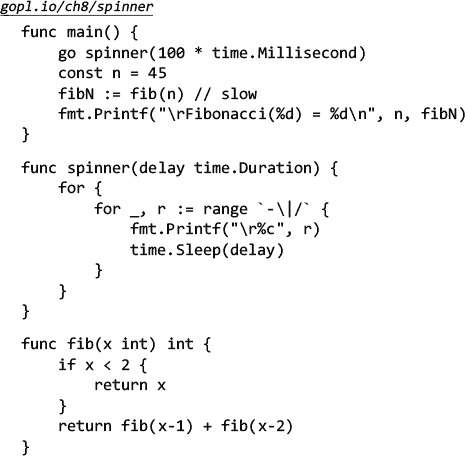 gopl.io/ch8/spinner
func main() {
    go spinner(100 * time.Millisecond)
    const n = 45
    fibN := fib(n) // slow
    fmt.Printf("\rFibonacci(%d) = %d\n", n, fibN)
}
func spinner(delay time.Duration) {
    for {
        for _, r := range `-\|/` {
            fmt.Printf("\r%c", r)
            time.Sleep(delay)
        }
    }
}
func fib(x int) int {
    if x < 2 {
        return x
    }
    return fib(x-1) + fib(x-2)
}